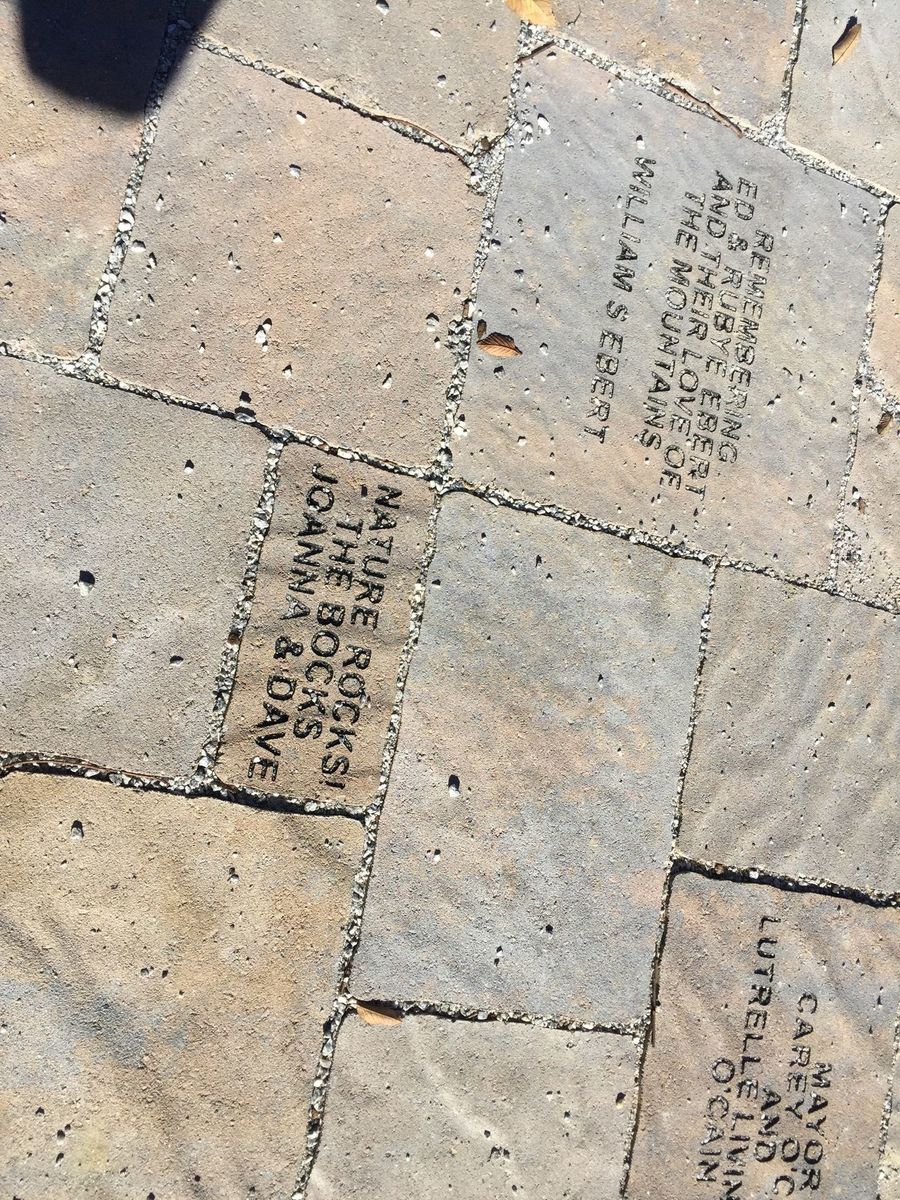 REMEMBERING
ED & RUBYE EBERT
AND THEIR LOVE OF
THE MOUNTAINS
WILLIAM S EBERT
NATURE ROCKS!
THE BOCKS
JOANNA & DAVE
MAYOR
CAREY O'C
AND
LUTRELLE LIVIN
O'CAIN